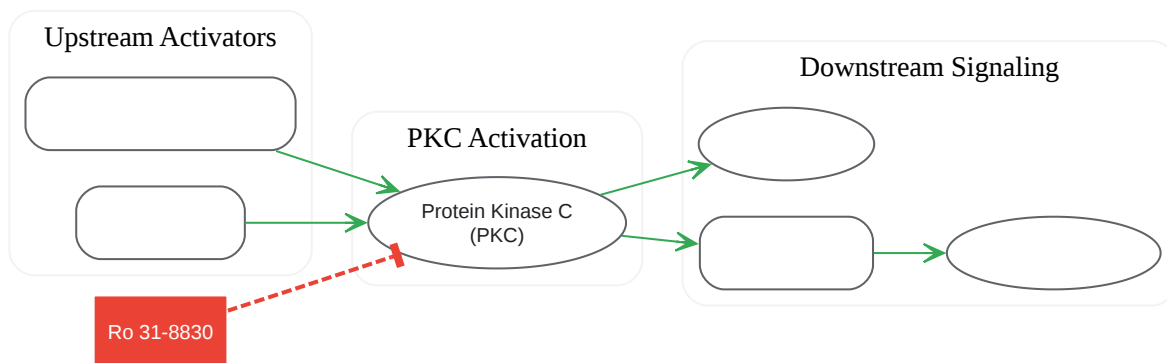 Upstream Activators
PKC Activation
Protein Kinase C
(PKC)
Downstream Signaling
Ro 31-8830